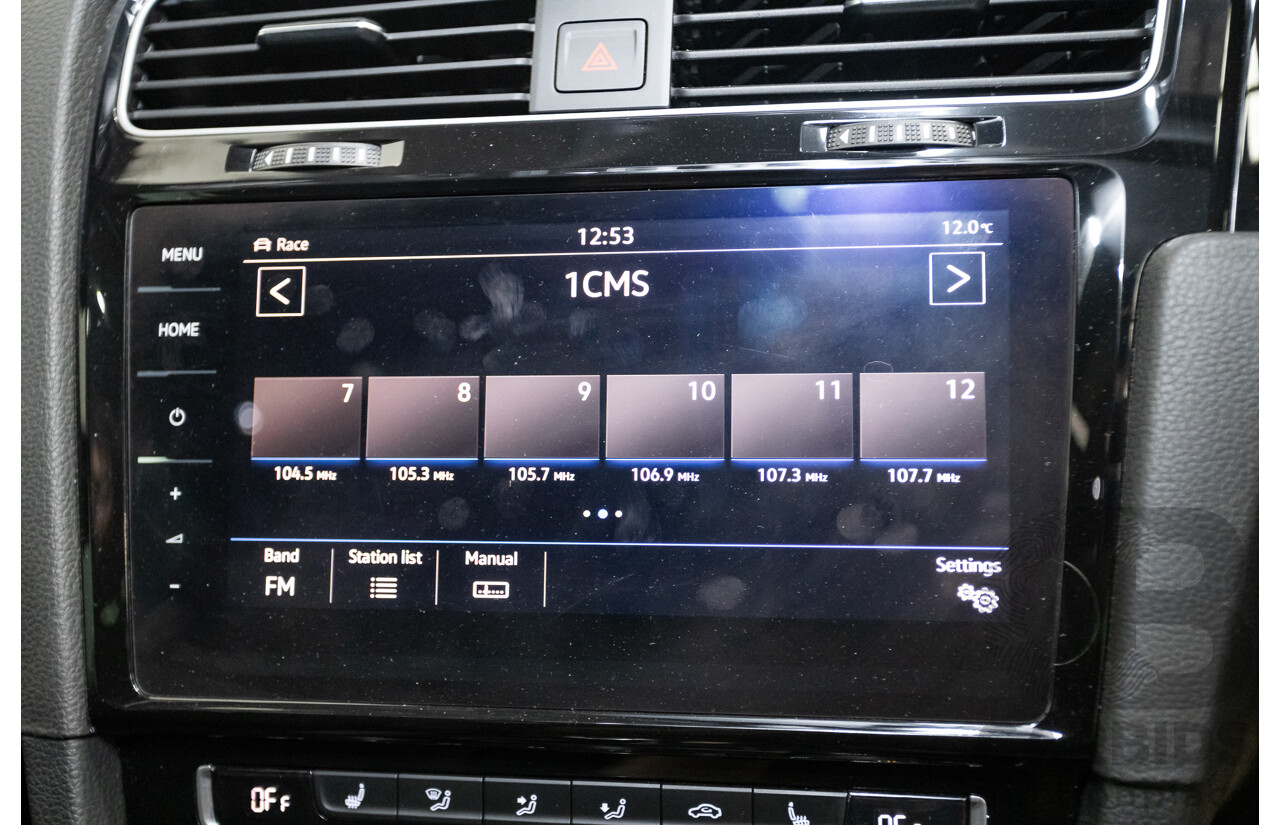 MENU
HOME
Race 12:53 12.0°C
< 1CMS >
7 8 9 10 11 12
104.5 MHz 105.3 MHz 105.7 MHz 106.9 MHz 107.3 MHz 107.7 MHz
Band Station list Manual Settings
FM
+
-
OFF
BIDS